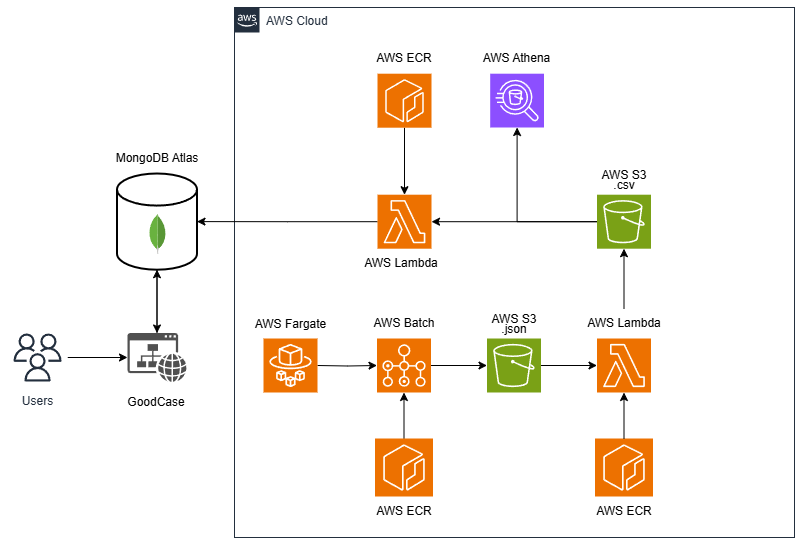 aws
AWS Cloud
AWS ECR
AWS Athena
MongoDB Atlas
AWS S3
.csv
AWS Lambda
AWS Fargate
AWS Batch
AWS S3
.json
AWS Lambda
Users
GoodCase
AWS ECR
AWS ECR